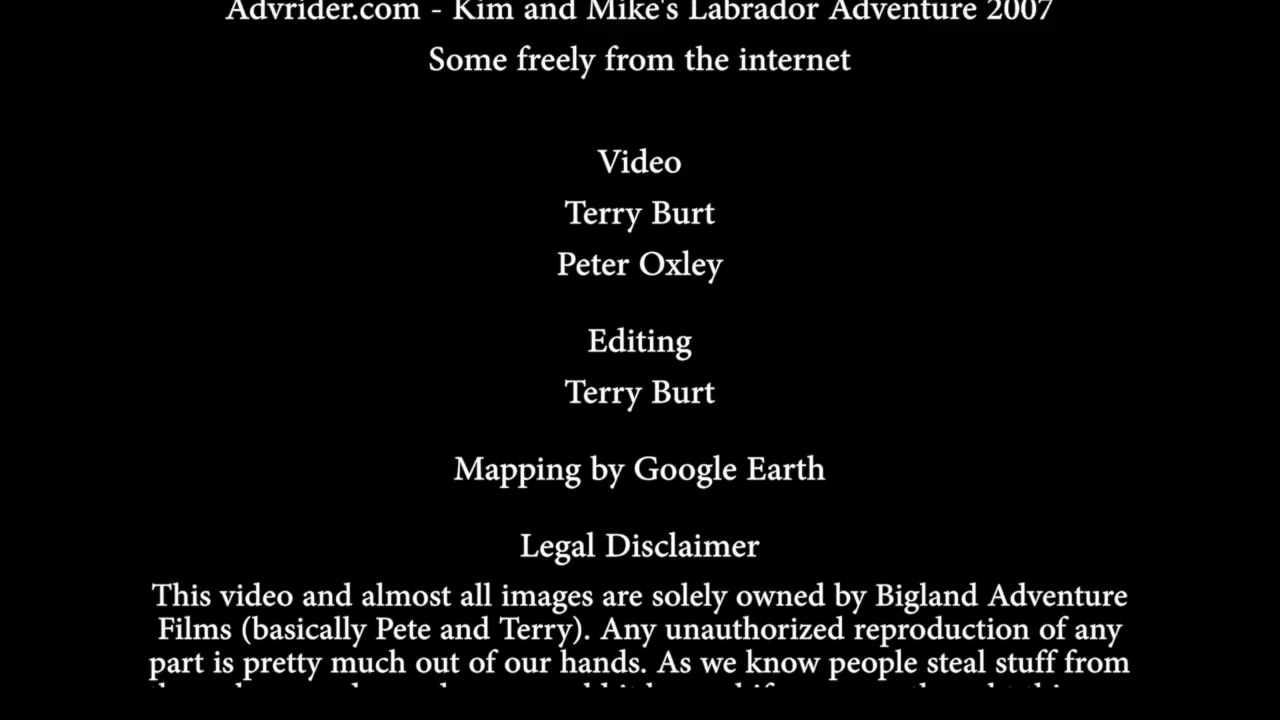 Advrider.com - Kim and Mike's Labrador Adventure 2007
Some freely from the internet
Video
Terry Burt
Peter Oxley
Editing
Terry Burt
Mapping by Google Earth
Legal Disclaimer
This video and almost all images are solely owned by Bigland Adventure
Films (basically Pete and Terry). Any unauthorized reproduction of any
part is pretty much out of our hands. As we know people steal stuff from